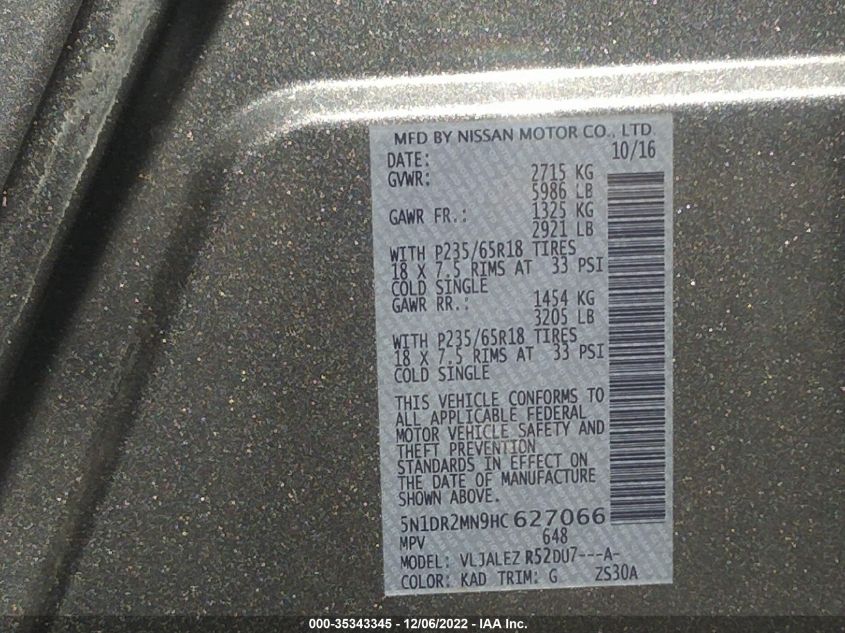 MFD BY NISSAN MOTOR CO., LTD.
DATE: 10/16
GVWR: 2715 KG
5986 LB
GAWR FR.: 1325 KG
2921 LB
WITH P235/65R18 TIRES
18 X 7.5 RIMS AT 33 PSI
COLD SINGLE
GAWR RR.: 1454 KG
3205 LB
WITH P235/65R18 TIRES
18 X 7.5 RIMS AT 33 PSI
COLD SINGLE
THIS VEHICLE CONFORMS TO
ALL APPLICABLE FEDERAL
MOTOR VEHICLE SAFETY AND
THEFT PREVENTION
STANDARDS IN EFFECT ON
THE DATE OF MANUFACTURE
SHOWN ABOVE.
5N1DR2MN9HC 627066
MPV 648
MODEL: VLJALEZ R52DU7---A-
COLOR: KAD TRIM: G ZS30A
000-35343345 - 12/06/2022 - IAA Inc.